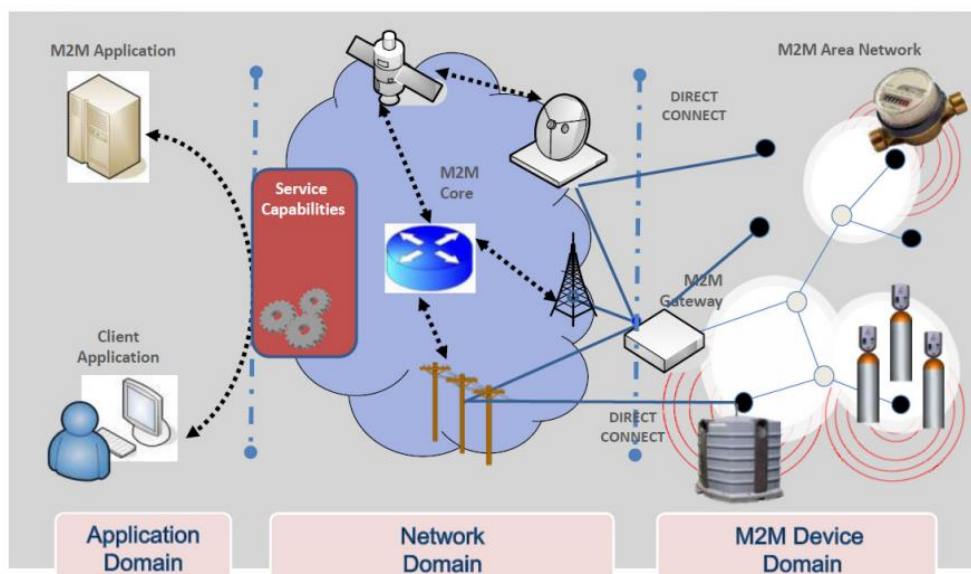 M2M Application
M2M Area Network
DIRECT
CONNECT
M2M
Core
Service
Capabilities
M2M
Gateway
Client
Application
DIRECT
CONNECT
Application
Domain
Network
Domain
M2M Device
Domain